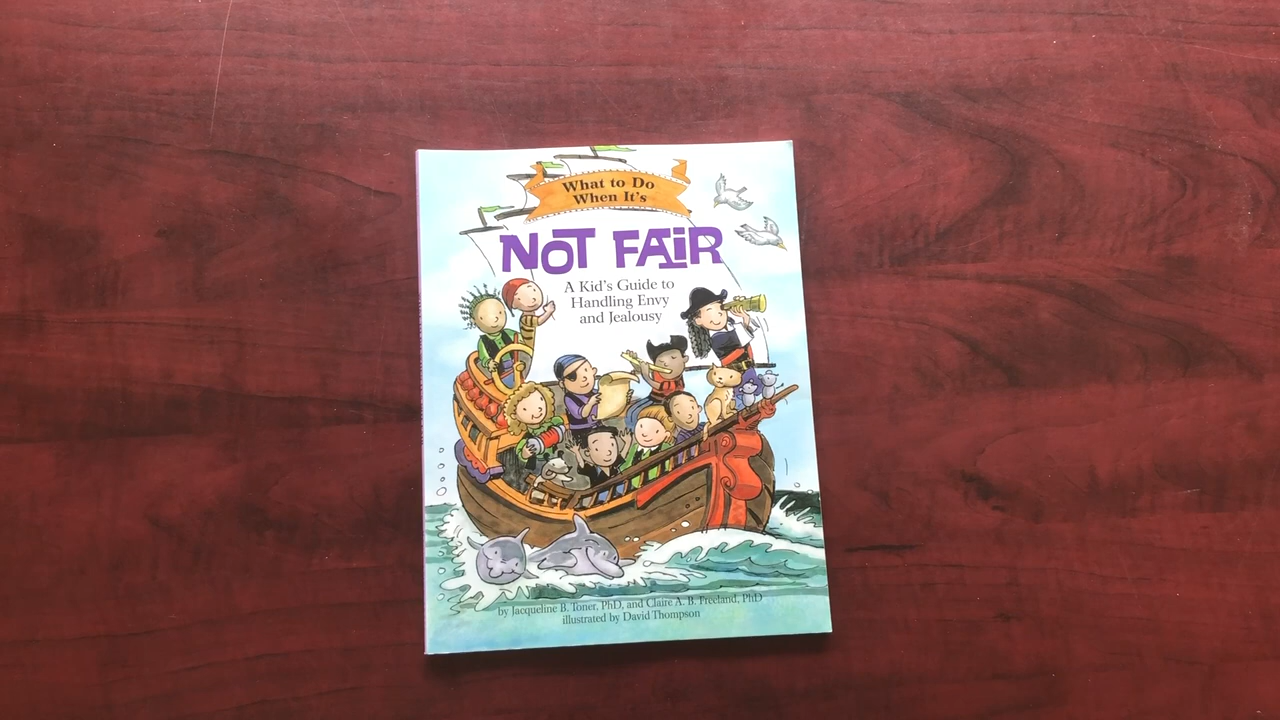 What to Do
When It's
NOT FAiR
A Kid's Guide to
Handling Envy
and Jealousy
by Jacqueline B. Toner, PhD, and Claire A. B. Freeland, PhD
illustrated by David Thompson